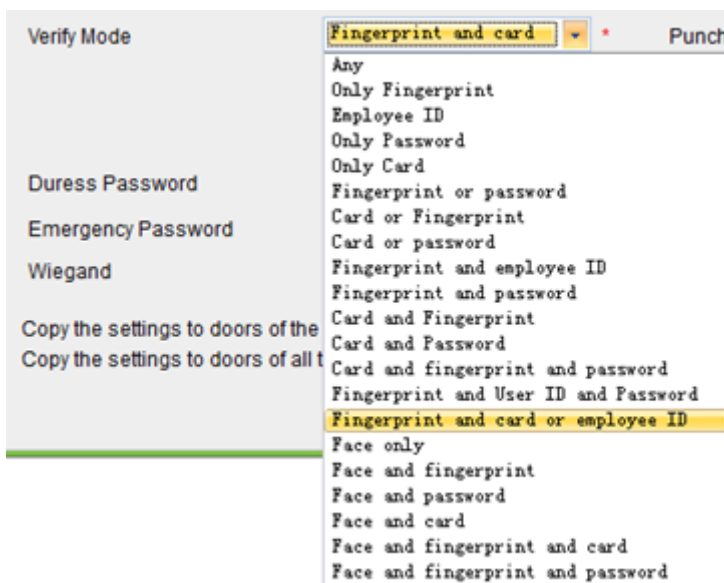 Verify Mode
Fingerprint and card
* Punch
Any
Only Fingerprint
Employee ID
Only Password
Only Card
Duress Password
Fingerprint or password
Card or Fingerprint
Emergency Password
Card or password
Wiegand
Fingerprint and employee ID
Fingerprint and password
Card and Fingerprint
Copy the settings to doors of the
Card and Password
Copy the settings to doors of all t
Card and fingerprint and password
Fingerprint and User ID and Password
Fingerprint and card or employee ID
Face only
Face and fingerprint
Face and password
Face and card
Face and fingerprint and card
Face and fingerprint and password